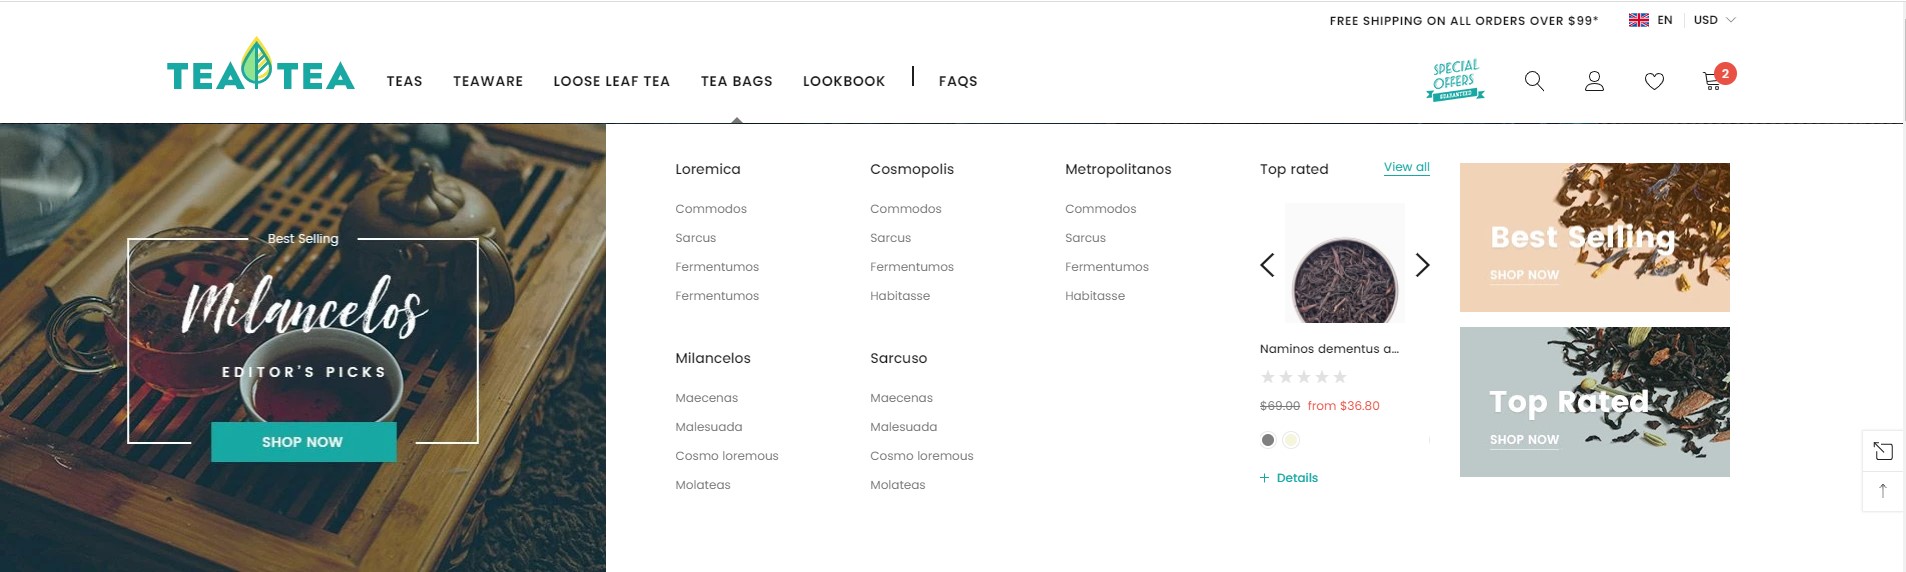 FREE SHIPPING ON ALL ORDERS OVER $99*
EN
USD
TEA TEA
TEAS
TEAWARE
LOOSE LEAF TEA
TEA BAGS
LOOKBOOK
FAQS
SPECIAL
OFFERS
GUARANTEED
2
Best Selling
Milancelos
EDITOR'S PICKS
SHOP NOW
Loremica
Commodos
Sarcus
Fermentumos
Fermentumos
Cosmopolis
Commodos
Sarcus
Fermentumos
Habitasse
Metropolitanos
Commodos
Sarcus
Fermentumos
Habitasse
Milancelos
Maecenas
Malesuada
Cosmo loremous
Molateas
Sarcuso
Maecenas
Malesuada
Cosmo loremous
Molateas
Top rated
View all
Naminos dementus a...
$69.00 from $36.80
+ Details
Best Selling
SHOP NOW
Top Rated
SHOP NOW